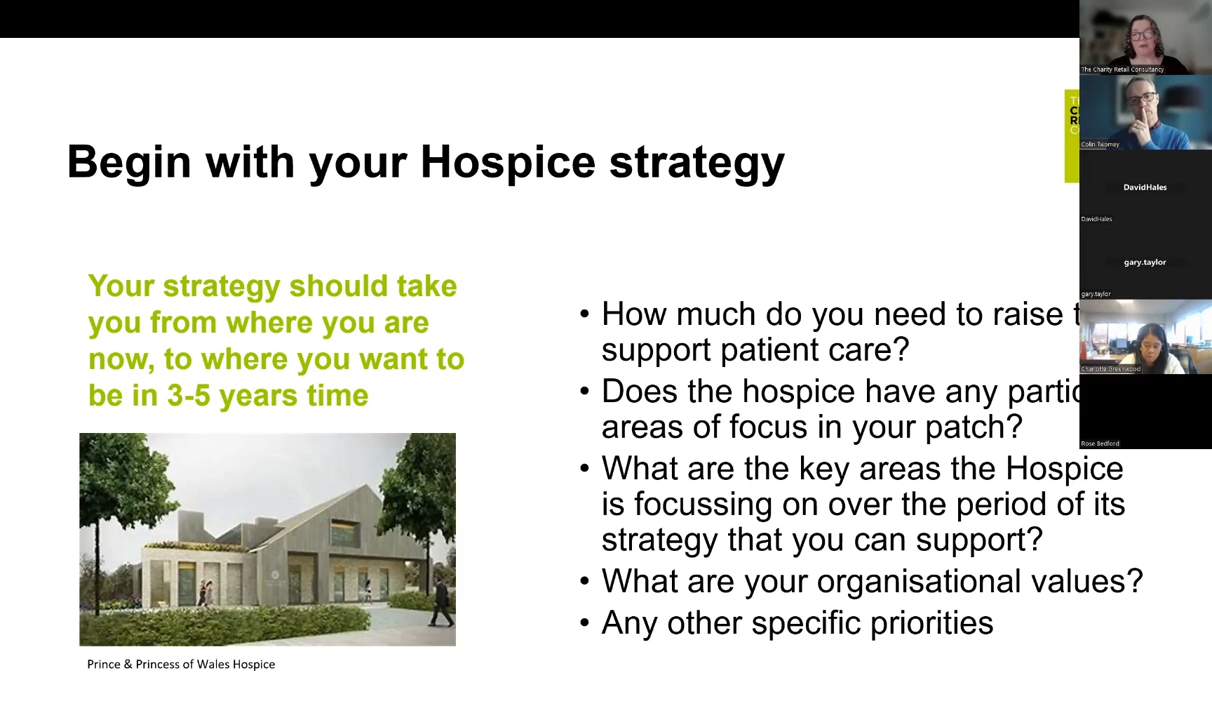 The Charity Retail Consultancy
Begin with your Hospice strategy
Colin Twomey
DavidHales
DavidHales
gary.taylor
gary.taylor
Your strategy should take
you from where you are
now, to where you want to
be in 3-5 years time
• How much do you need to raise
support patient care?
• Does the hospice have any
areas of focus in your patch?
• What are the key areas the Hospice
is focussing on over the period of its
strategy that you can support?
• What are your organisational values?
• Any other specific priorities
Charlotte Greenwood
Rose Bedford
Prince & Princess of Wales Hospice